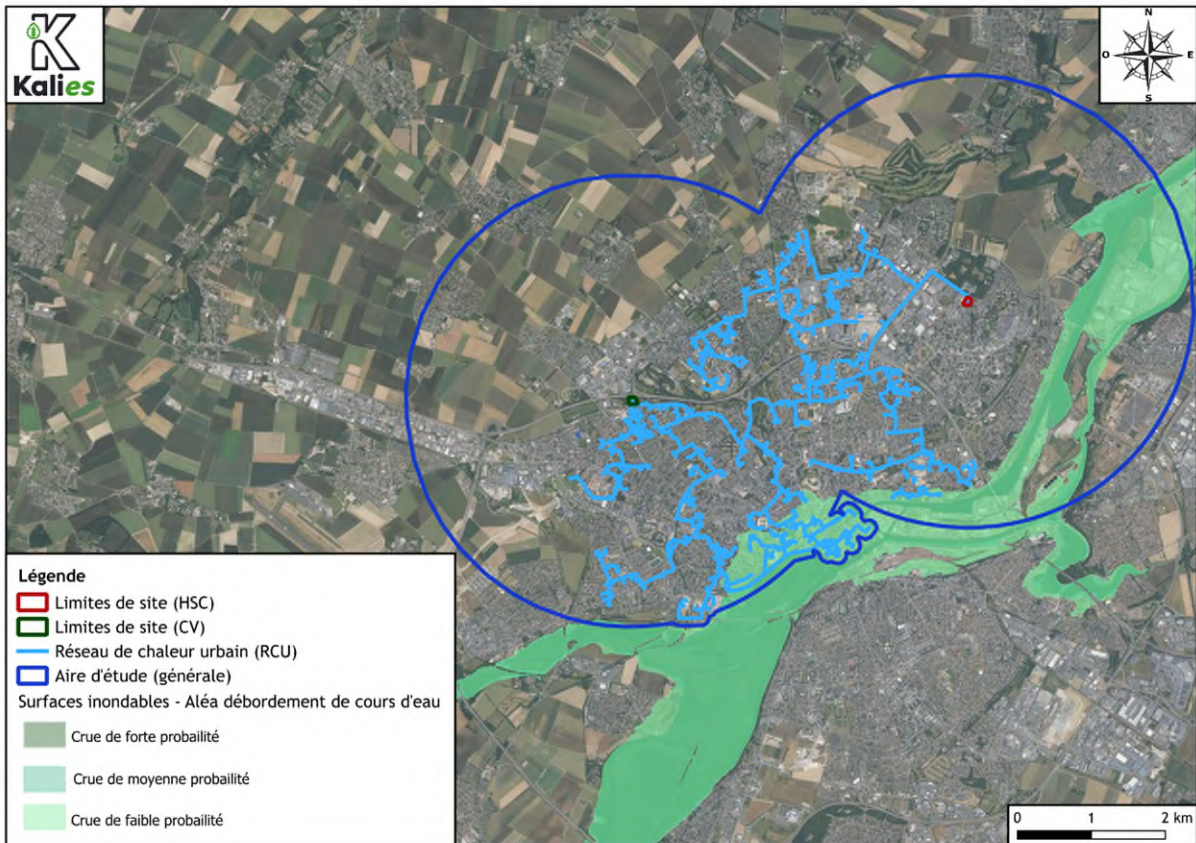 Kalies
N
O
E
S
Légende
Limites de site (HSC)
Limites de site (CV)
Réseau de chaleur urbain (RCU)
Aire d'étude (générale)
Surfaces inondables - Aléa débordement de cours d'eau
Crue de forte probailité
Crue de moyenne probailité
Crue de faible probailité
0 1 2 km